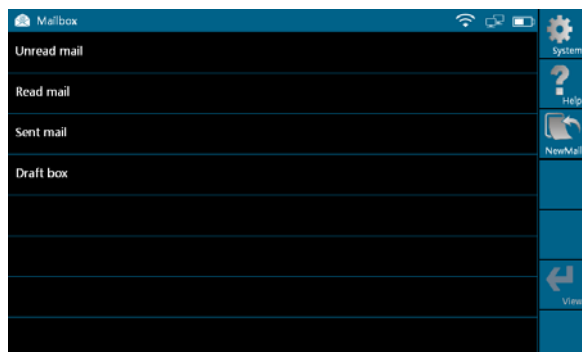 Mailbox
System
Unread mail
Help
Read mail
NewMail
Sent mail
Draft box
View